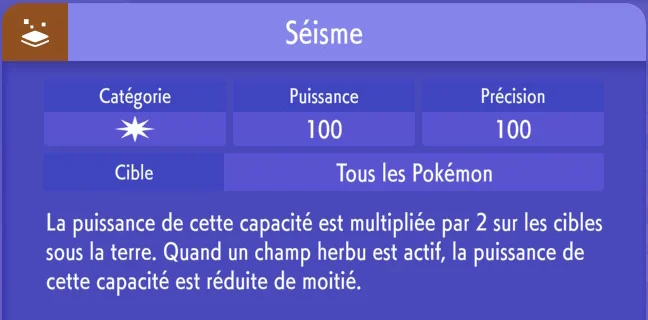 Séisme
Catégorie
Puissance
Précision
100
100
Cible
Tous les Pokémon
La puissance de cette capacité est multipliée par 2 sur les cibles
sous la terre. Quand un champ herbu est actif, la puissance de
cette capacité est réduite de moitié.